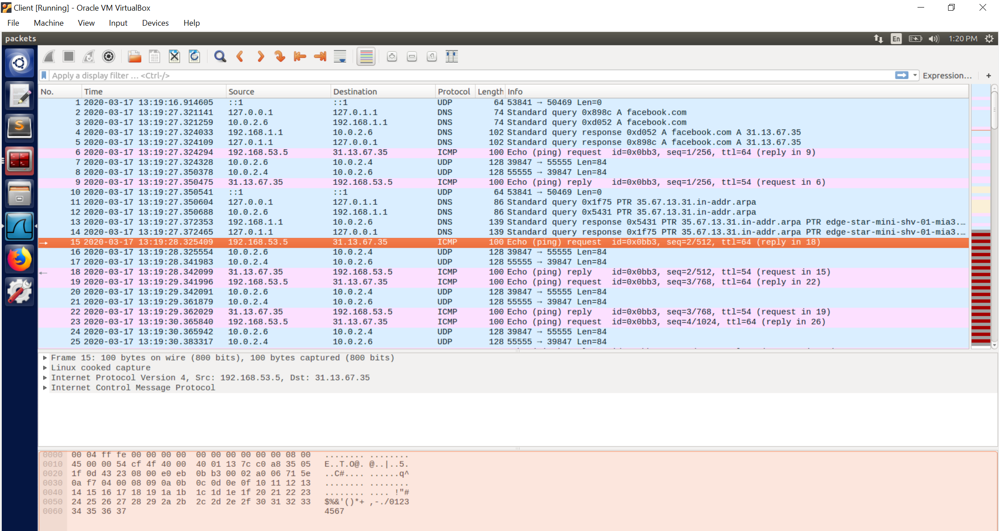 Client [Running] - Oracle VM VirtualBox
File Machine View Input Devices Help
packets En 1:20 PM
Apply a display filter ... <Ctrl-/> Expression... +
No. Time Source Destination Protocol Length Info
1 2020-03-17 13:19:16.914605 ::1 ::1 UDP 64 53841 → 50469 Len=0
2 2020-03-17 13:19:27.321141 127.0.0.1 127.0.1.1 DNS 74 Standard query 0x898c A facebook.com
3 2020-03-17 13:19:27.321259 10.0.2.6 192.168.1.1 DNS 74 Standard query 0xd052 A facebook.com
4 2020-03-17 13:19:27.324033 192.168.1.1 10.0.2.6 DNS 102 Standard query response 0xd052 A facebook.com A 31.13.67.35
5 2020-03-17 13:19:27.324109 127.0.1.1 127.0.0.1 DNS 102 Standard query response 0x898c A facebook.com A 31.13.67.35
6 2020-03-17 13:19:27.324294 192.168.53.5 31.13.67.35 ICMP 100 Echo (ping) request id=0x0bb3, seq=1/256, ttl=64 (reply in 9)
7 2020-03-17 13:19:27.324328 10.0.2.6 10.0.2.4 UDP 128 39847 → 55555 Len=84
8 2020-03-17 13:19:27.350378 10.0.2.4 10.0.2.6 UDP 128 55555 → 39847 Len=84
9 2020-03-17 13:19:27.350475 31.13.67.35 192.168.53.5 ICMP 100 Echo (ping) reply id=0x0bb3, seq=1/256, ttl=54 (request in 6)
10 2020-03-17 13:19:27.350541 ::1 ::1 UDP 64 53841 → 50469 Len=0
11 2020-03-17 13:19:27.350604 127.0.0.1 127.0.1.1 DNS 86 Standard query 0x1f75 PTR 35.67.13.31.in-addr.arpa
12 2020-03-17 13:19:27.350688 10.0.2.6 192.168.1.1 DNS 86 Standard query 0x5431 PTR 35.67.13.31.in-addr.arpa
13 2020-03-17 13:19:27.372353 192.168.1.1 10.0.2.6 DNS 139 Standard query response 0x5431 PTR 35.67.13.31.in-addr.arpa PTR edge-star-mini-shv-01-mia3....
14 2020-03-17 13:19:27.372465 127.0.1.1 127.0.0.1 DNS 139 Standard query response 0x1f75 PTR 35.67.13.31.in-addr.arpa PTR edge-star-mini-shv-01-mia3....
15 2020-03-17 13:19:28.325409 192.168.53.5 31.13.67.35 ICMP 100 Echo (ping) request id=0x0bb3, seq=2/512, ttl=64 (reply in 18)
16 2020-03-17 13:19:28.325554 10.0.2.6 10.0.2.4 UDP 128 39847 → 55555 Len=84
17 2020-03-17 13:19:28.341983 10.0.2.4 10.0.2.6 UDP 128 55555 → 39847 Len=84
18 2020-03-17 13:19:28.342099 31.13.67.35 192.168.53.5 ICMP 100 Echo (ping) reply id=0x0bb3, seq=2/512, ttl=54 (request in 15)
19 2020-03-17 13:19:29.341996 192.168.53.5 31.13.67.35 ICMP 100 Echo (ping) request id=0x0bb3, seq=3/768, ttl=64 (reply in 22)
20 2020-03-17 13:19:29.342091 10.0.2.6 10.0.2.4 UDP 128 39847 → 55555 Len=84
21 2020-03-17 13:19:29.361879 10.0.2.4 10.0.2.6 UDP 128 55555 → 39847 Len=84
22 2020-03-17 13:19:29.362029 31.13.67.35 192.168.53.5 ICMP 100 Echo (ping) reply id=0x0bb3, seq=3/768, ttl=54 (request in 19)
23 2020-03-17 13:19:30.365840 192.168.53.5 31.13.67.35 ICMP 100 Echo (ping) request id=0x0bb3, seq=4/1024, ttl=64 (reply in 26)
24 2020-03-17 13:19:30.365942 10.0.2.6 10.0.2.4 UDP 128 39847 → 55555 Len=84
25 2020-03-17 13:19:30.383317 10.0.2.4 10.0.2.6 UDP 128 55555 → 39847 Len=84
Frame 15: 100 bytes on wire (800 bits), 100 bytes captured (800 bits)
Linux cooked capture
Internet Protocol Version 4, Src: 192.168.53.5, Dst: 31.13.67.35
Internet Control Message Protocol
0000 00 04 ff fe 00 00 00 00 00 00 00 00 00 00 08 00 ........ ........
0010 45 00 00 54 cf 4f 40 00 40 01 13 7c c0 a8 35 05 E..T.O@. @..|..5.
0020 1f 0d 43 23 08 00 e0 eb 0b b3 00 02 a0 06 71 5e ..C#.... ......q^
0030 0a f7 04 00 08 09 0a 0b 0c 0d 0e 0f 10 11 12 13 ........ ........
0040 14 15 16 17 18 19 1a 1b 1c 1d 1e 1f 20 21 22 23 ........ .... !"#
0050 24 25 26 27 28 29 2a 2b 2c 2d 2e 2f 30 31 32 33 $%&'()*+ ,-./0123
0060 34 35 36 37 4567